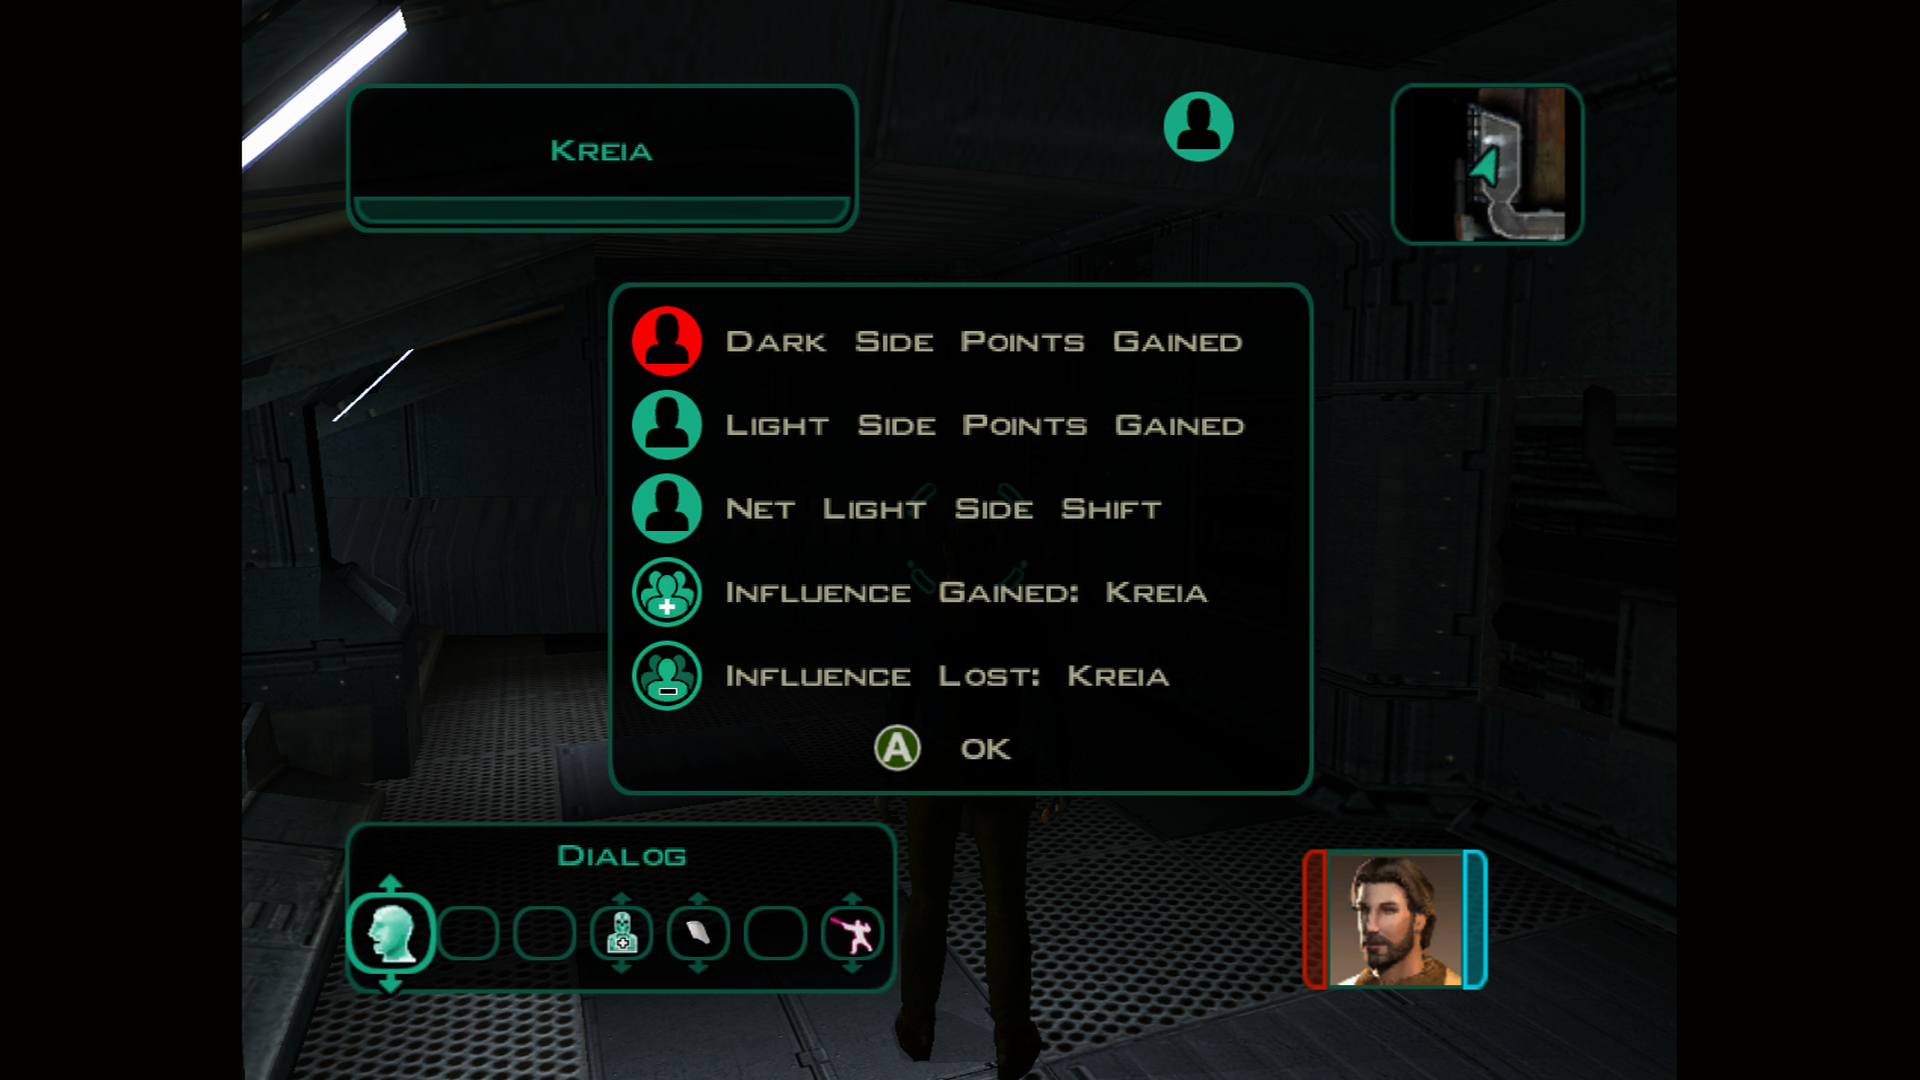 Kreia
Dark Side Points Gained
Light Side Points Gained
Net Light Side Shift
Influence Gained: Kreia
Influence Lost: Kreia
A OK
Dialog